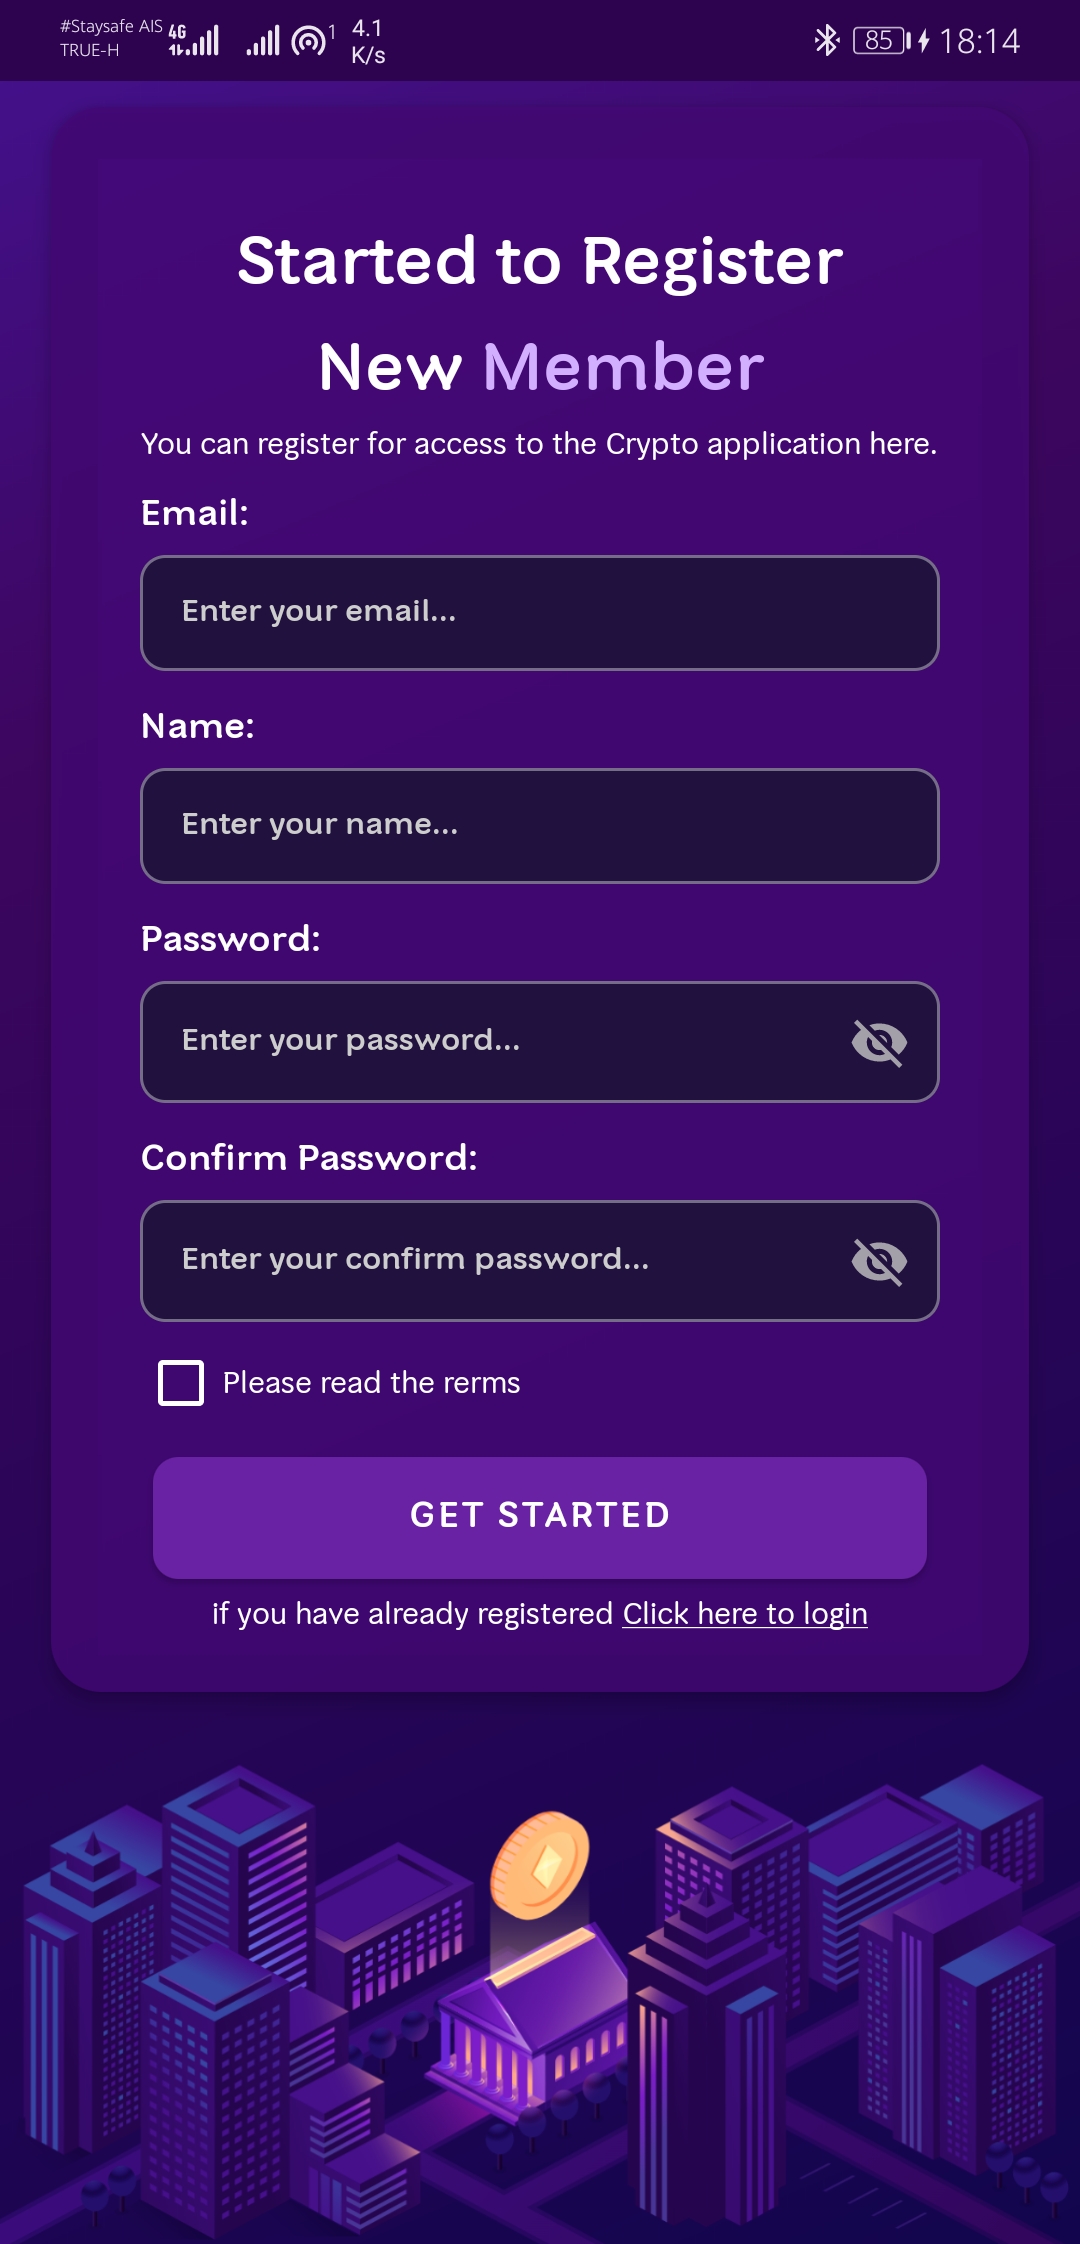 #Staysafe AIS 4G 1 4.1 85 18:14
TRUE-H K/s
Started to Register
New Member
You can register for access to the Crypto application here.
Email:
Enter your email...
Name:
Enter your name...
Password:
Enter your password...
Confirm Password:
Enter your confirm password...
Please read the rerms
GET STARTED
if you have already registered Click here to login